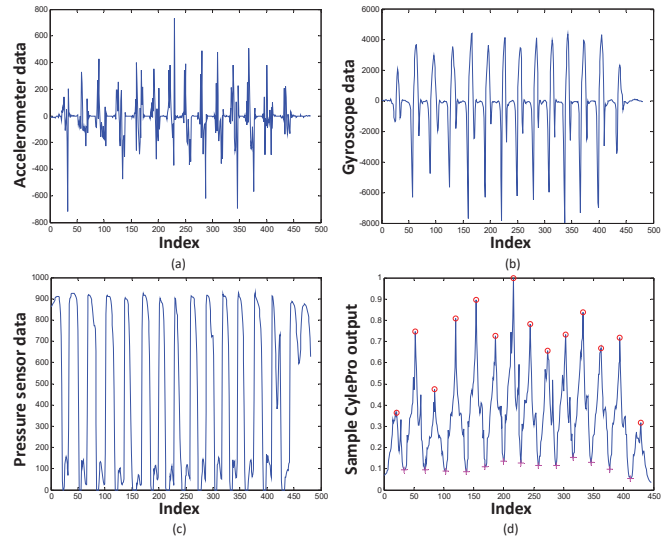 800
600
400
200
0
-200
-400
-600
-800
0 50 100 150 200 250 300 350 400 450 500
Accelerometer data
Index
(a)
6000
4000
2000
0
-2000
-4000
-6000
-8000
0 50 100 150 200 250 300 350 400 450 500
Gyroscope data
Index
(b)
1000
900
800
700
600
500
400
300
200
100
0
0 50 100 150 200 250 300 350 400 450 500
Pressure sensor data
Index
(c)
1
0.9
0.8
0.7
0.6
0.5
0.4
0.3
0.2
0.1
0
0 50 100 150 200 250 300 350 400 450
Sample CylePro output
Index
(d)